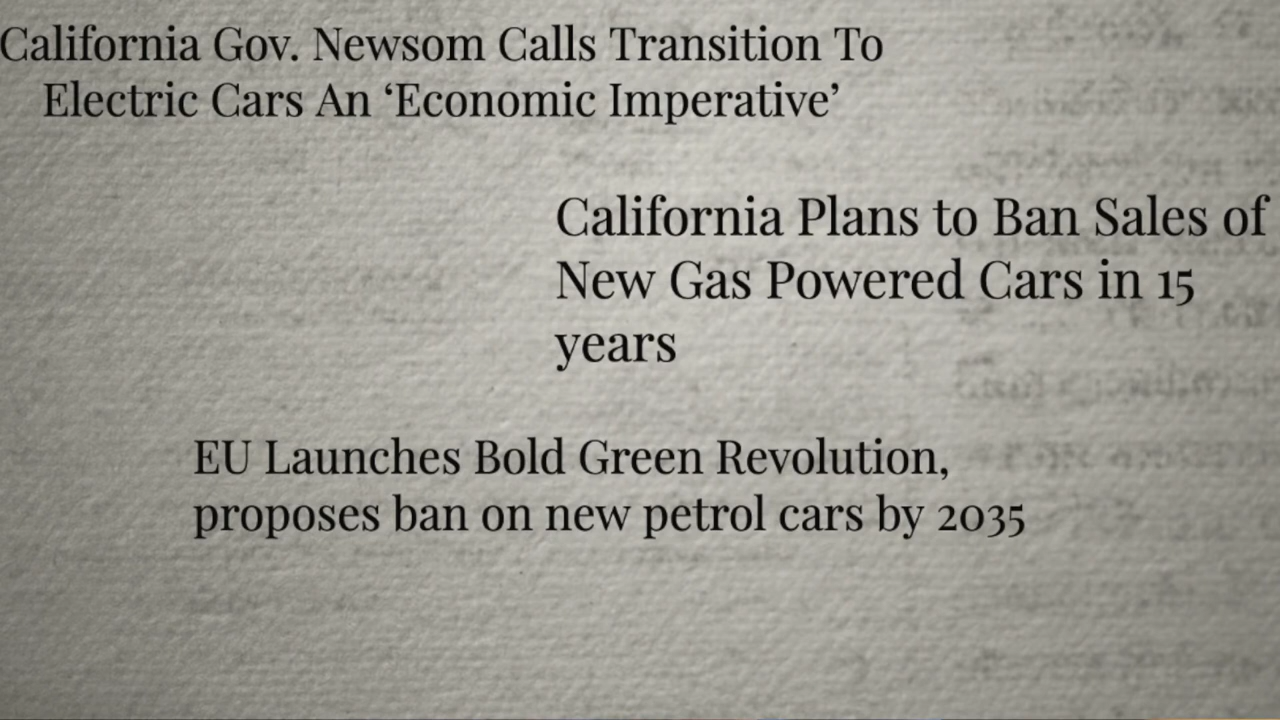 California Gov. Newsom Calls Transition To
Electric Cars An ‘Economic Imperative’
California Plans to Ban Sales of
New Gas Powered Cars in 15
years
EU Launches Bold Green Revolution,
proposes ban on new petrol cars by 2035